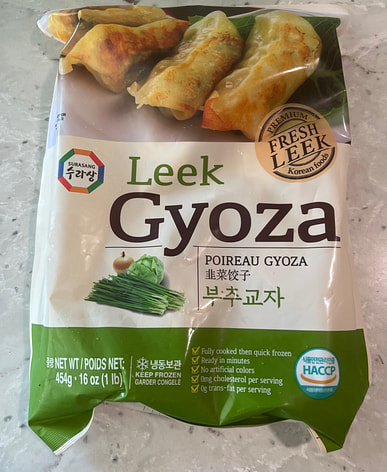 PREMIUM
FRESH
LEEK
Korean foods
SURASANG
수라상
Leek
Gyoza
POIREAU GYOZA
韭菜饺子
부추교자
NET WT / POIDS NET:
454g · 16 oz (1 lb)
냉동보관
KEEP FROZEN
GARDER CONGELÉ
Fully cooked then quick frozen
Ready in minutes
No artificial colors
0mg cholesterol per serving
0g trans-fat per serving
HACCP